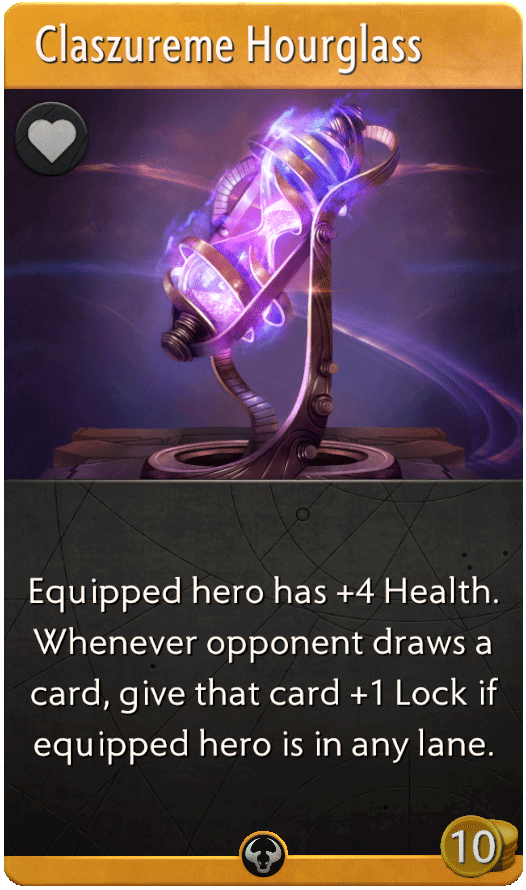 Claszureme Hourglass
Equipped hero has +4 Health.
Whenever opponent draws a
card, give that card +1 Lock if
equipped hero is in any lane.
10